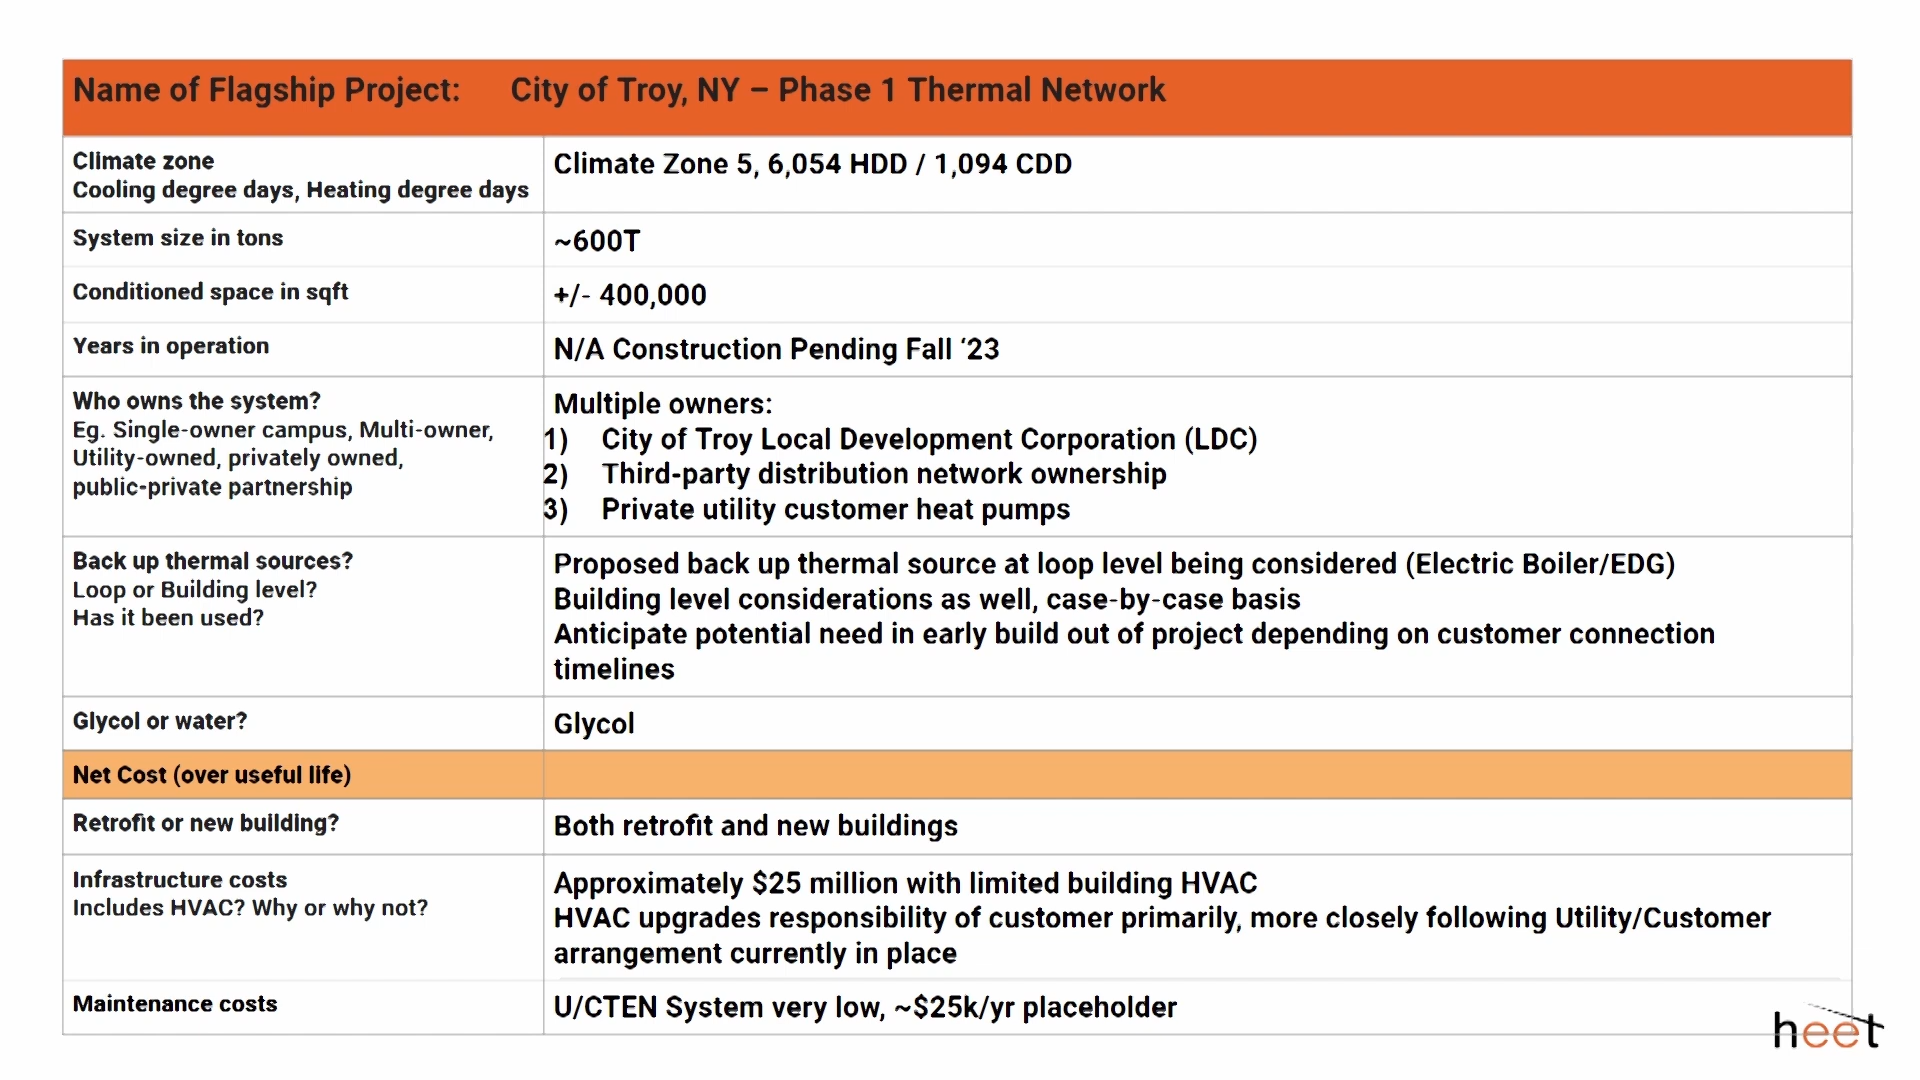 Name of Flagship Project: City of Troy, NY – Phase 1 Thermal Network
Climate zone
Cooling degree days, Heating degree days
Climate Zone 5, 6,054 HDD / 1,094 CDD
System size in tons
~600T
Conditioned space in sqft
+/- 400,000
Years in operation
N/A Construction Pending Fall ‘23
Who owns the system?
Eg. Single-owner campus, Multi-owner,
Utility-owned, privately owned,
public-private partnership
Multiple owners:
1) City of Troy Local Development Corporation (LDC)
2) Third-party distribution network ownership
3) Private utility customer heat pumps
Back up thermal sources?
Loop or Building level?
Has it been used?
Proposed back up thermal source at loop level being considered (Electric Boiler/EDG)
Building level considerations as well, case-by-case basis
Anticipate potential need in early build out of project depending on customer connection
timelines
Glycol or water?
Glycol
Net Cost (over useful life)
Retrofit or new building?
Both retrofit and new buildings
Infrastructure costs
Includes HVAC? Why or why not?
Approximately $25 million with limited building HVAC
HVAC upgrades responsibility of customer primarily, more closely following Utility/Customer
arrangement currently in place
Maintenance costs
U/CTEN System very low, ~$25k/yr placeholder
heet